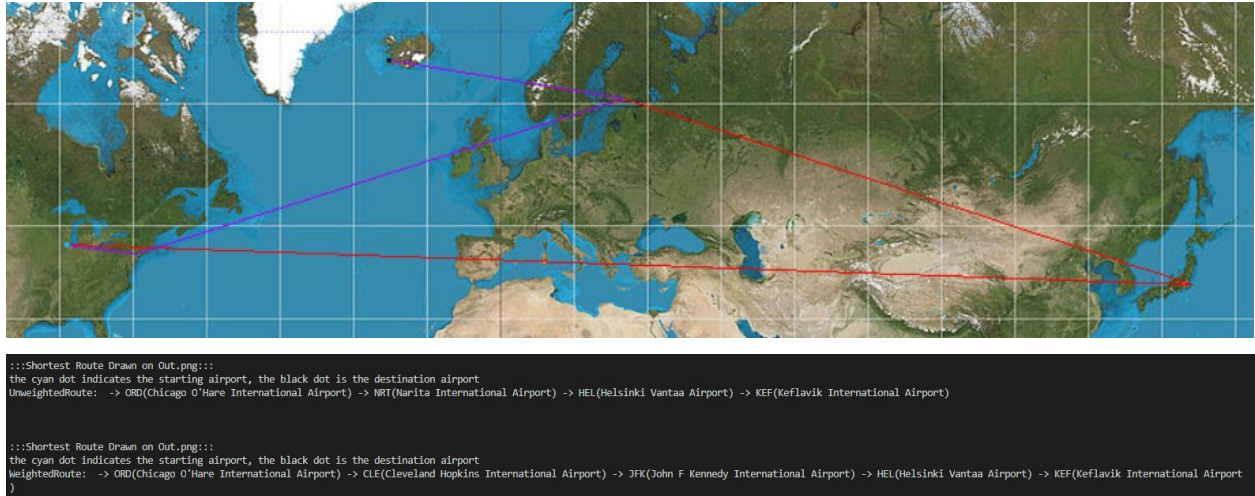 :::Shortest Route Drawn on Out.png:::
the cyan dot indicates the starting airport, the black dot is the destination airport
UnweightedRoute:  -> ORD(Chicago O'Hare International Airport) -> NRT(Narita International Airport) -> HEL(Helsinki Vantaa Airport) -> KEF(Keflavik International Airport)
:::Shortest Route Drawn on Out.png:::
the cyan dot indicates the starting airport, the black dot is the destination airport
WeightedRoute:  -> ORD(Chicago O'Hare International Airport) -> CLE(Cleveland Hopkins International Airport) -> JFK(John F Kennedy International Airport) -> HEL(Helsinki Vantaa Airport) -> KEF(Keflavik International Airport
)